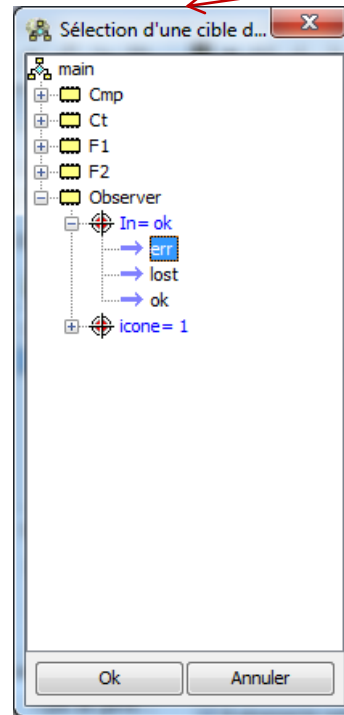 Sélection d'une cible d...
main
Cmp
Ct
F1
F2
Observer
In= ok
err
lost
ok
icone= 1
Ok Annuler